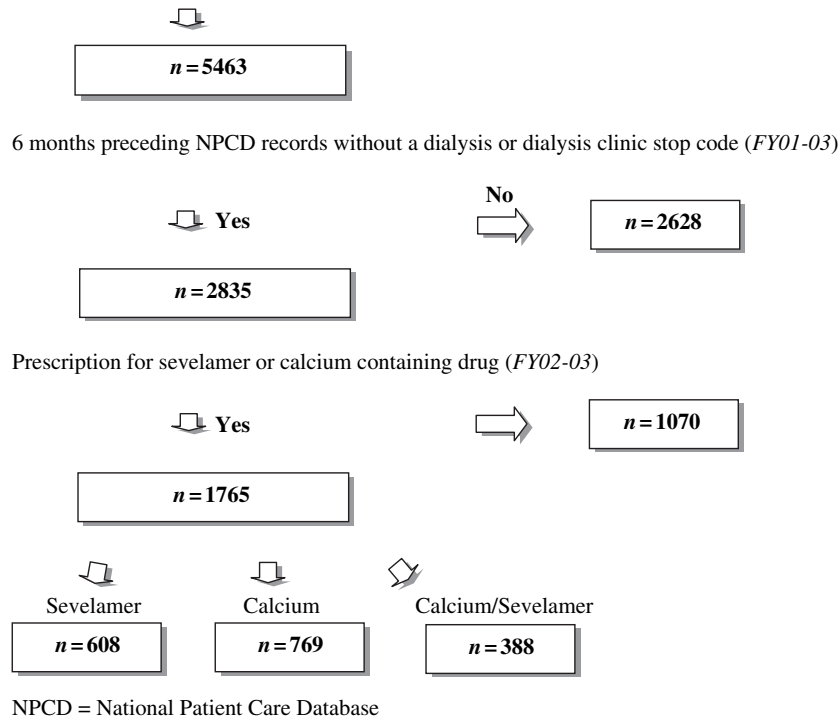 n = 5463
6 months preceding NPCD records without a dialysis or dialysis clinic stop code (FY01-03)
No
Yes
n = 2628
n = 2835
Prescription for sevelamer or calcium containing drug (FY02-03)
Yes
n = 1070
n = 1765
Sevelamer Calcium Calcium/Sevelamer
n = 608 n = 769 n = 388
NPCD = National Patient Care Database